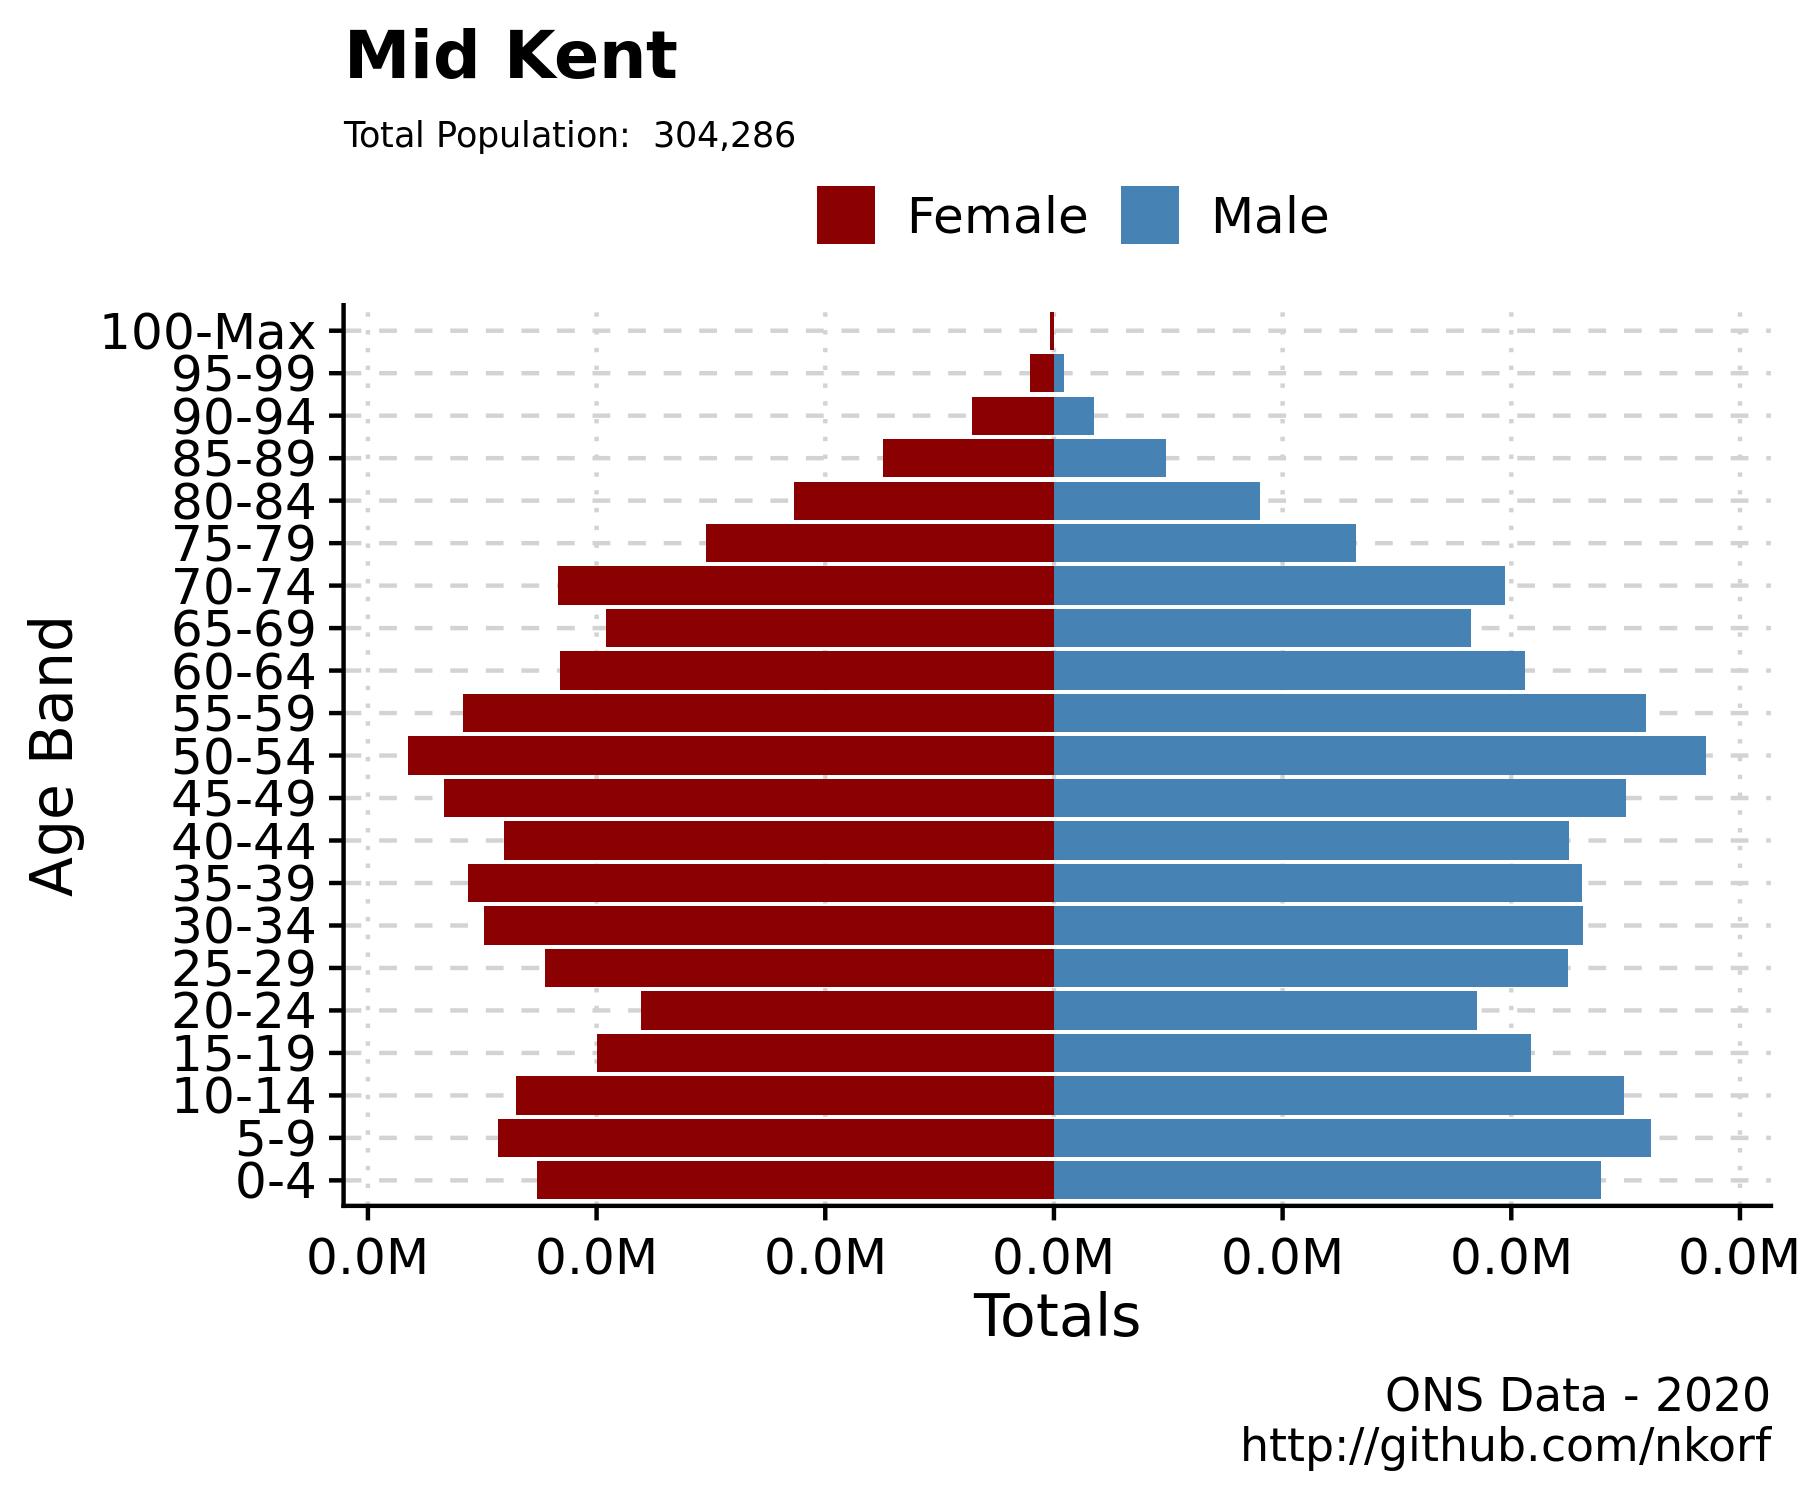 Mid Kent
Total Population:  304,286
Female Male
100-Max
95-99
90-94
85-89
80-84
75-79
70-74
65-69
60-64
55-59
50-54
45-49
40-44
35-39
30-34
25-29
20-24
15-19
10-14
5-9
0-4
Age Band
0.0M 0.0M 0.0M 0.0M 0.0M 0.0M 0.0M
Totals
ONS Data - 2020
http://github.com/nkorf